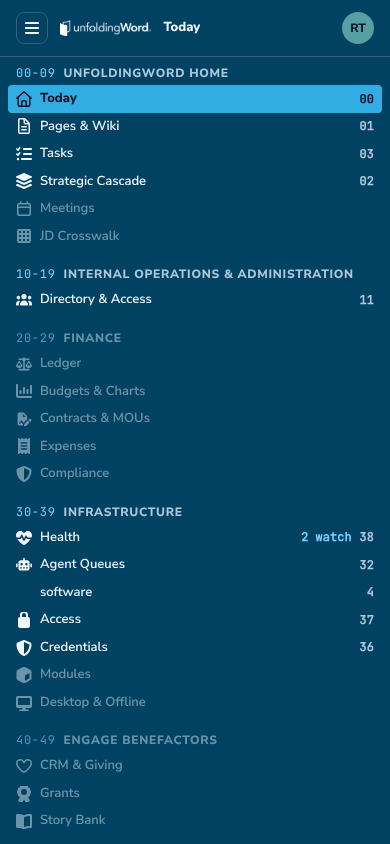 unfoldingWord. Today RT
00-09 UNFOLDINGWORD HOME
Today 00
Pages & Wiki 01
Tasks 03
Strategic Cascade 02
Meetings
JD Crosswalk
10-19 INTERNAL OPERATIONS & ADMINISTRATION
Directory & Access 11
20-29 FINANCE
Ledger
Budgets & Charts
Contracts & MOUs
Expenses
Compliance
30-39 INFRASTRUCTURE
Health 2 watch 38
Agent Queues 32
software 4
Access 37
Credentials 36
Modules
Desktop & Offline
40-49 ENGAGE BENEFACTORS
CRM & Giving
Grants
Story Bank